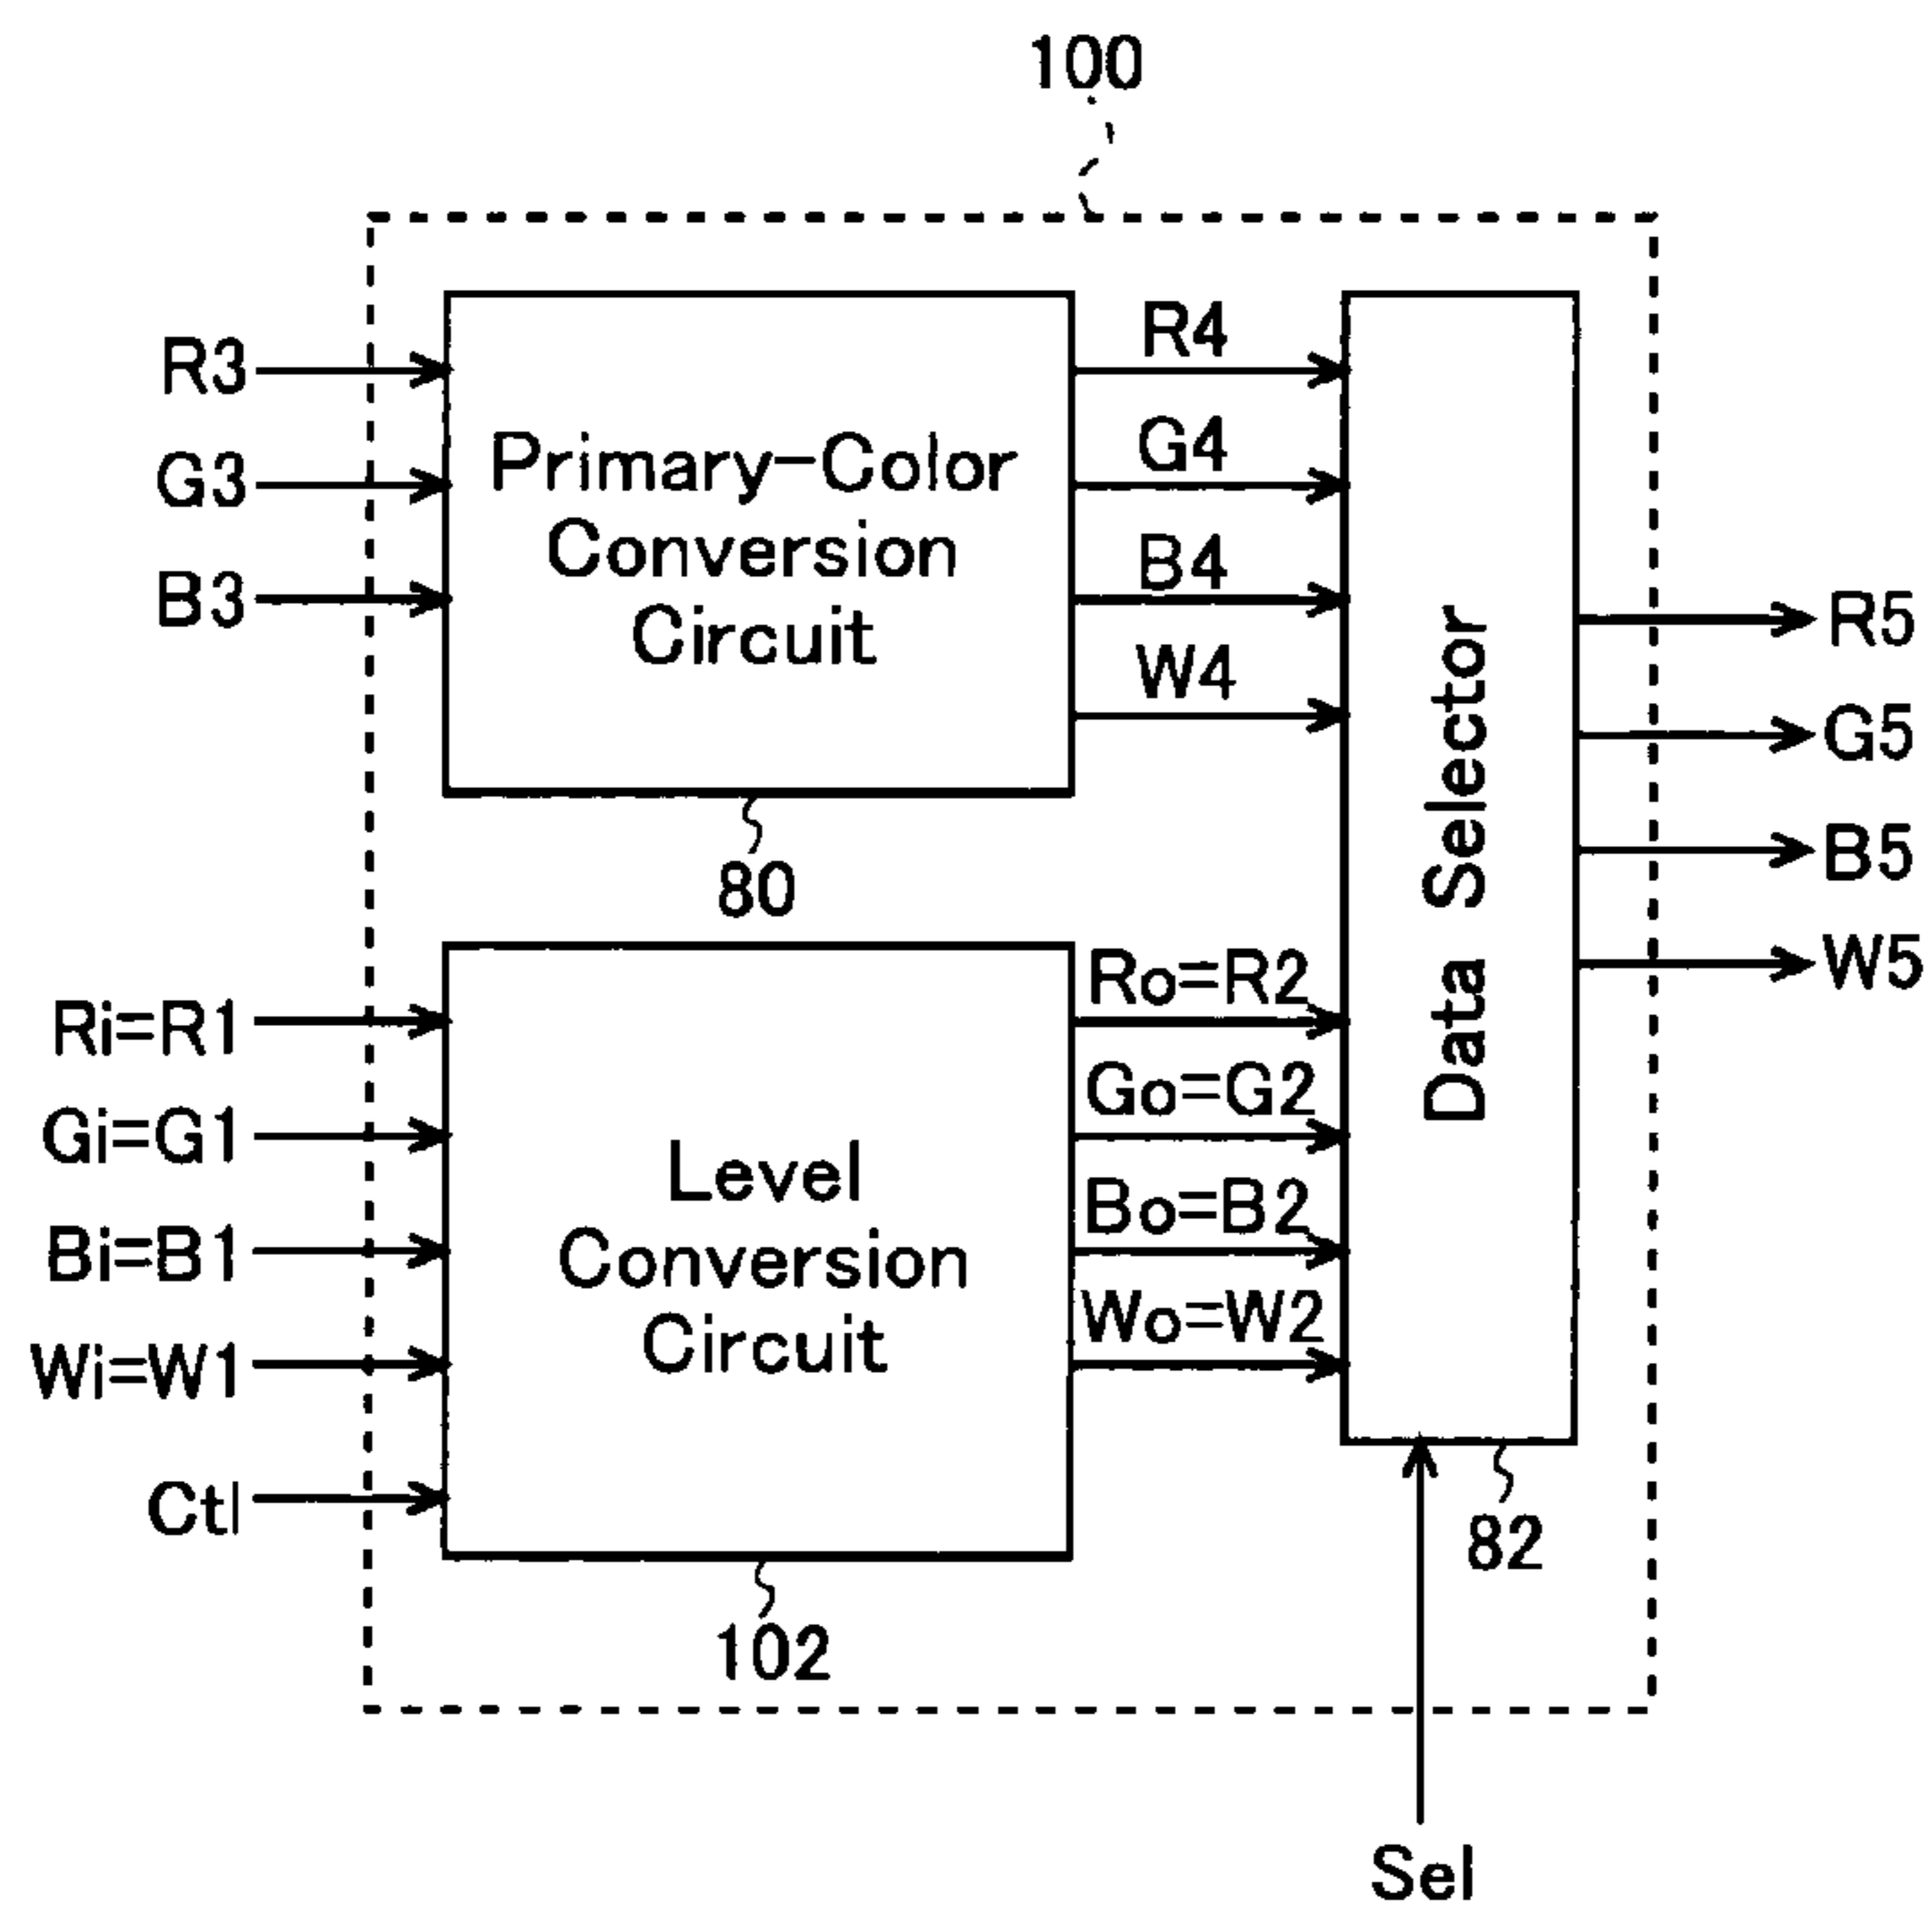 100
R3
G3
B3
Primary-Color
Conversion
Circuit
80
R4
G4
B4
W4
Ri=R1
Gi=G1
Bi=B1
Wi=W1
Ctl
Level
Conversion
Circuit
102
Ro=R2
Go=G2
Bo=B2
Wo=W2
Data Selector
82
Sel
R5
G5
B5
W5